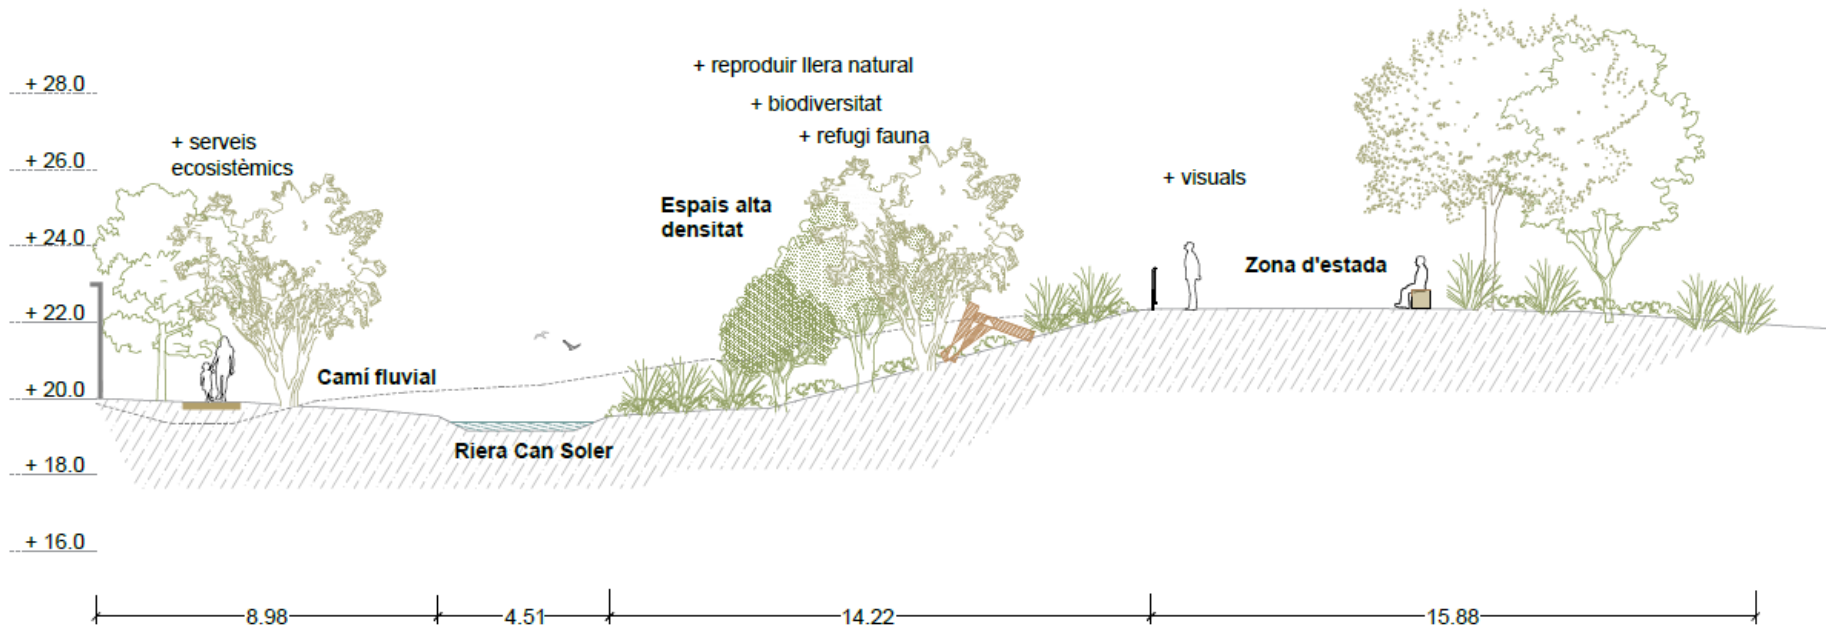 + reproduir llera natural
+ 28.0
+ biodiversitat
+ refugi fauna
+ serveis
ecosistèmics
+ 26.0
+ visuals
Espais alta
densitat
+ 24.0
Zona d'estada
+ 22.0
Camí fluvial
+ 20.0
Riera Can Soler
+ 18.0
+ 16.0
8.98
4.51
14.22
15.88